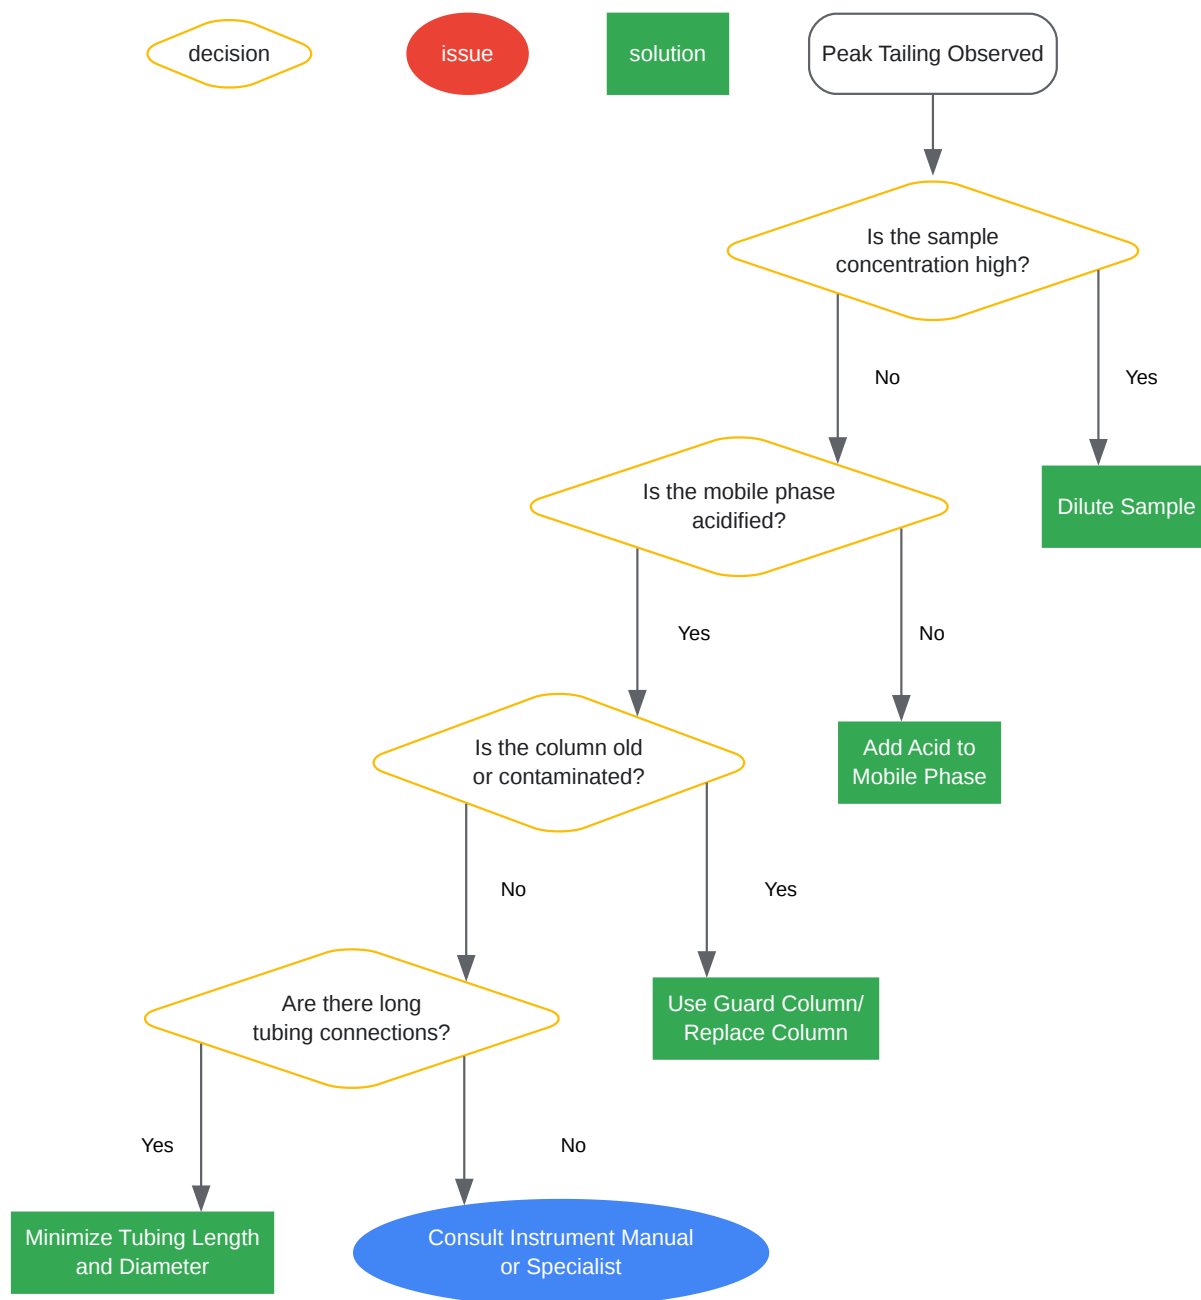 decision
issue
solution
Peak Tailing Observed
Is the sample
concentration high?
No
Yes
Is the mobile phase
acidified?
Dilute Sample
Yes
No
Is the column old
or contaminated?
Add Acid to
Mobile Phase
No
Yes
Are there long
tubing connections?
Use Guard Column/
Replace Column
Yes
No
Minimize Tubing Length
and Diameter
Consult Instrument Manual
or Specialist